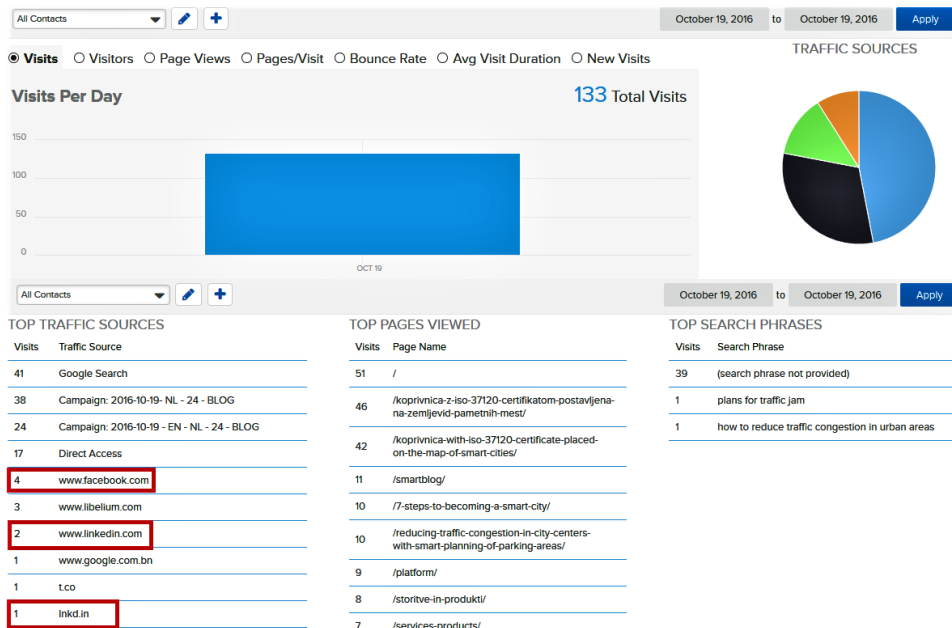 All Contacts
October 19, 2016 to October 19, 2016 Apply
Visits Visitors Page Views Pages/Visit Bounce Rate Avg Visit Duration New Visits
TRAFFIC SOURCES
Visits Per Day
133 Total Visits
150
100
50
0
OCT 19
All Contacts
October 19, 2016 to October 19, 2016 Apply
TOP TRAFFIC SOURCES
Visits Traffic Source
41 Google Search
38 Campaign: 2016-10-19- NL - 24 - BLOG
24 Campaign: 2016-10-19 - EN - NL - 24 - BLOG
17 Direct Access
4 www.facebook.com
3 www.libelium.com
2 www.linkedin.com
1 www.google.com.bn
1 t.co
1 lnkd.in
TOP PAGES VIEWED
Visits Page Name
51 /
46 /koprivnica-z-iso-37120-certifikatom-postavljena-
na-zemljevid-pametnih-mest/
42 /koprivnica-with-iso-37120-certificate-placed-
on-the-map-of-smart-cities/
11 /smartblog/
10 /7-steps-to-becoming-a-smart-city/
10 /reducing-traffic-congestion-in-city-centers-
with-smart-planning-of-parking-areas/
9 /platform/
8 /storitve-in-produkti/
7 /services-products/
TOP SEARCH PHRASES
Visits Search Phrase
39 (search phrase not provided)
1 plans for traffic jam
1 how to reduce traffic congestion in urban areas